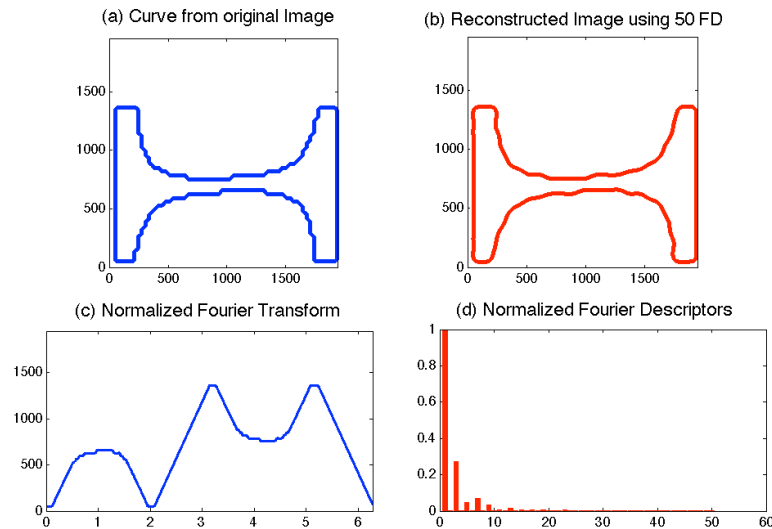 (a) Curve from original Image
1500
1000
500
0
0 500 1000 1500
(b) Reconstructed Image using 50 FD
1500
1000
500
0
0 500 1000 1500
(c) Normalized Fourier Transform
1500
1000
500
0
0 1 2 3 4 5 6
(d) Normalized Fourier Descriptors
1
0.8
0.6
0.4
0.2
0
0 10 20 30 40 50 60